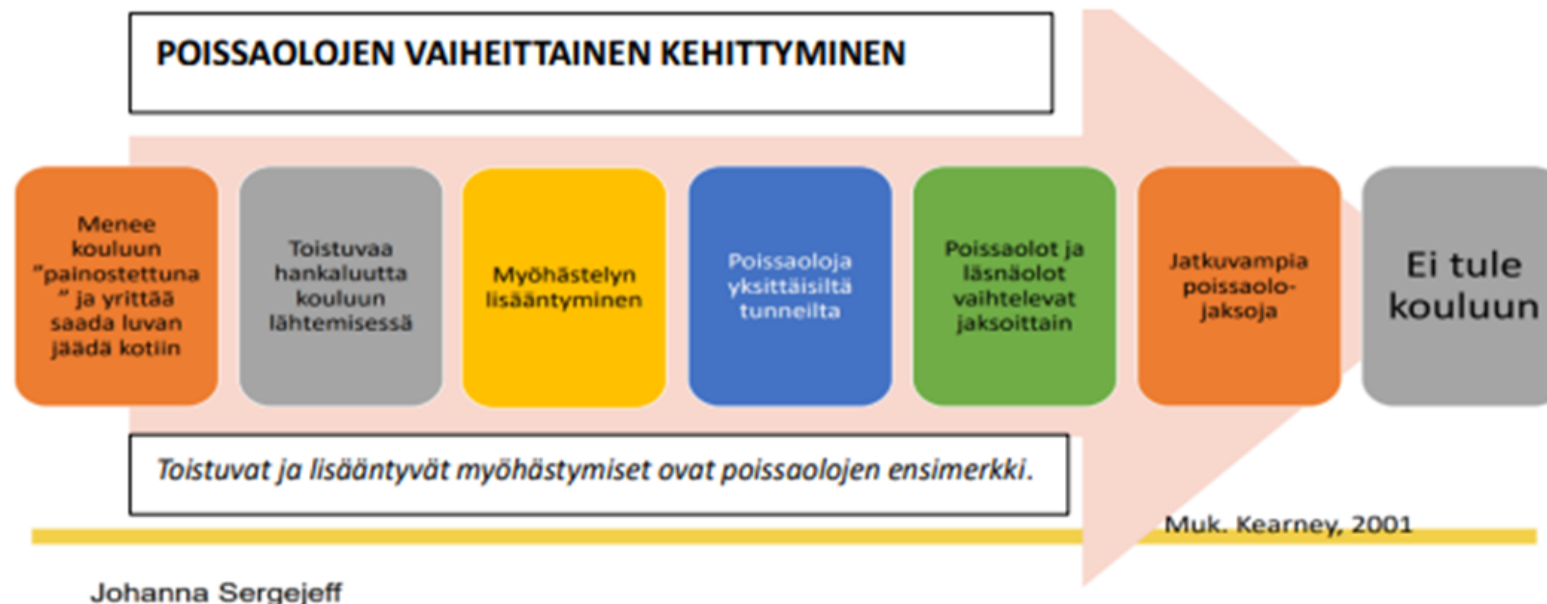 POISSAOLOJEN VAIHEITTAINEN KEHITTYMINEN
Menee
kouluun
"painostettuna
" ja yrittää
saada luvan
jäädä kotiin
Toistuvaa
hankaluutta
kouluun
lähtemisessä
Myöhästelyn
lisääntyminen
Poissaoloja
yksittäisiltä
tunneilta
Poissaolot ja
läsnäolot
vaihtelevat
jaksoittain
Jatkuvampia
poissaolo-
jaksoja
Ei tule
kouluun
Toistuvat ja lisääntyvät myöhästymiset ovat poissaolojen ensimerkki.
Muk. Kearney, 2001
Johanna Sergejeff